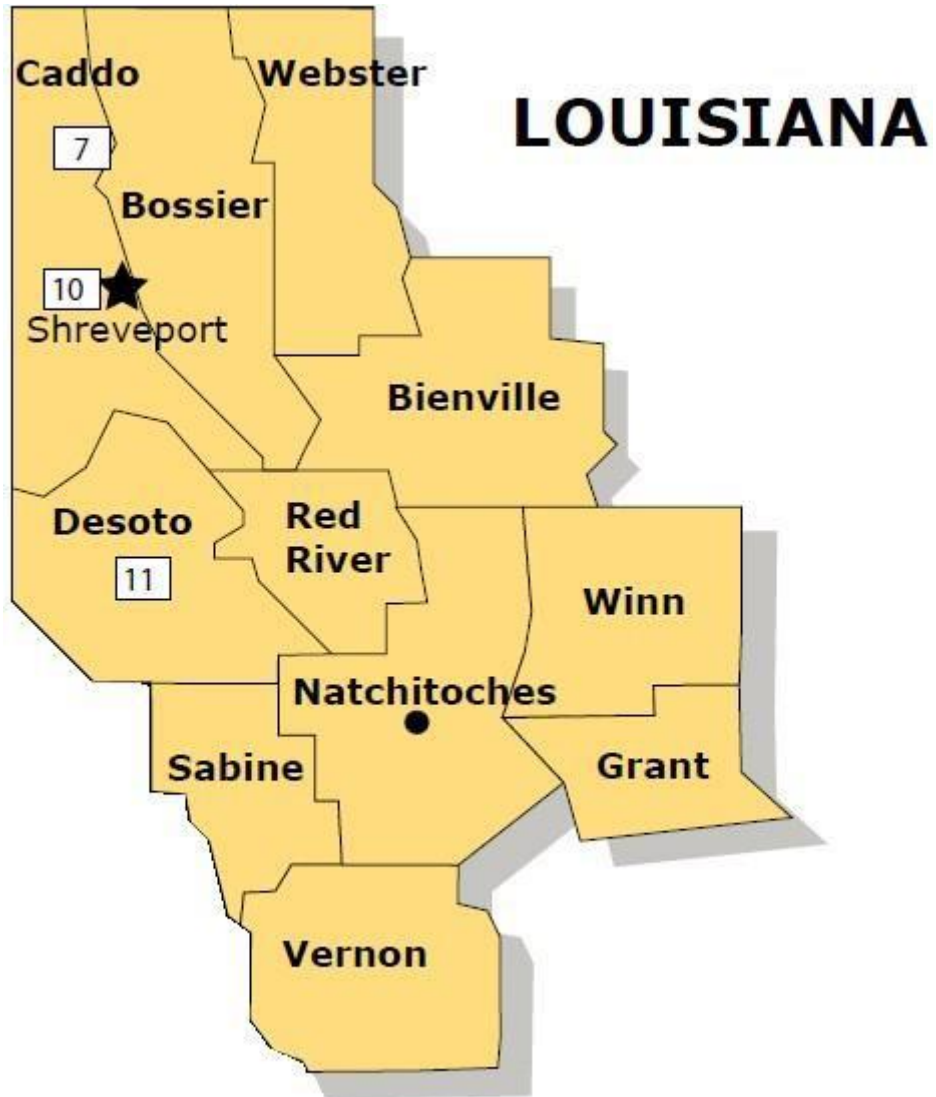 Caddo
Webster
LOUISIANA
7
Bossier
10
Shreveport
Bienville
Desoto
Red
River
11
Winn
Natchitoches
Sabine
Grant
Vernon